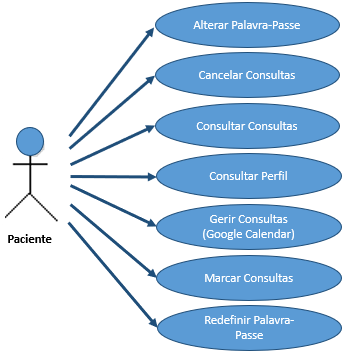 Alterar Palavra-Passe
Cancelar Consultas
Consultar Consultas
Consultar Perfil
Gerir Consultas
(Google Calendar)
Marcar Consultas
Redefinir Palavra-
Passe
Paciente